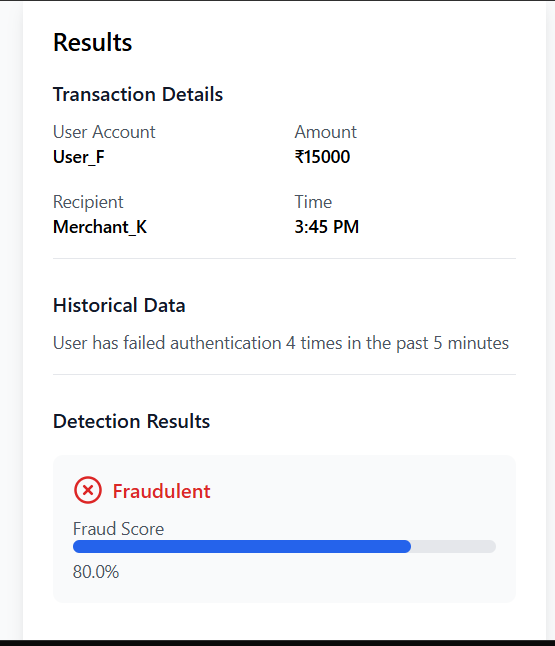 Results
Transaction Details
User Account Amount
User_F ₹15000
Recipient Time
Merchant_K 3:45 PM
Historical Data
User has failed authentication 4 times in the past 5 minutes
Detection Results
Fraudulent
Fraud Score
80.0%